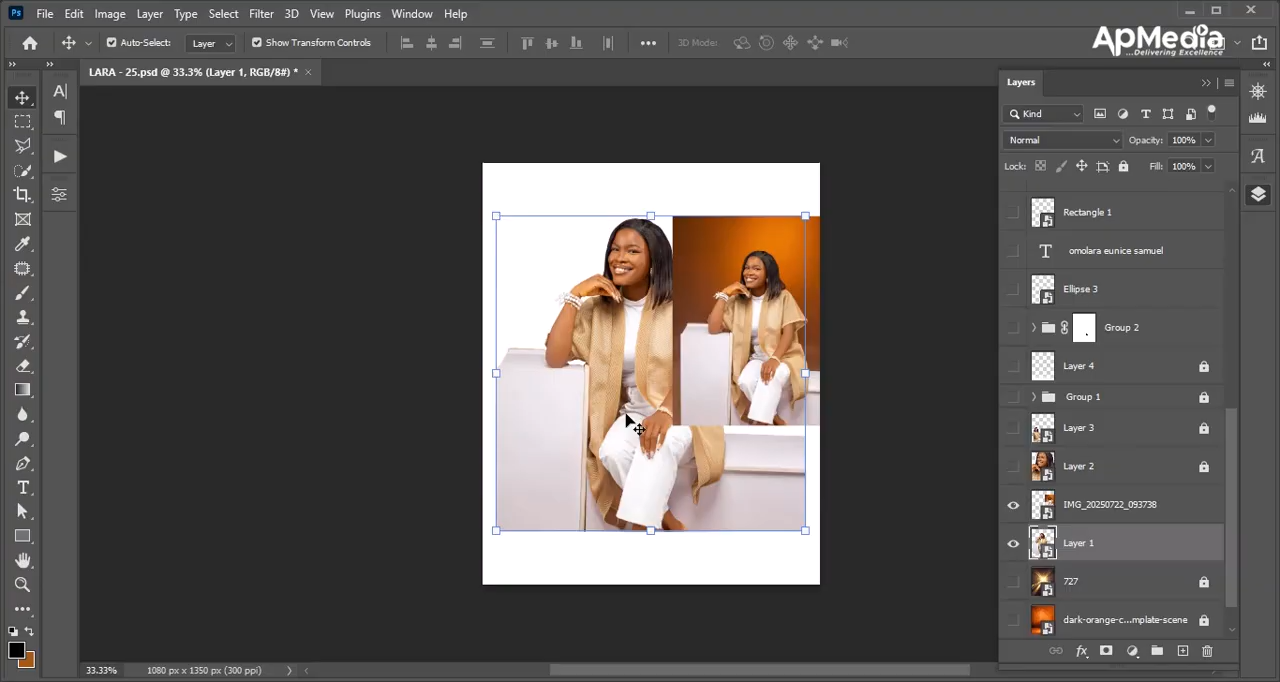 Ps File Edit Image Layer Type Select Filter 3D View Plugins Window Help
Auto-Select: Layer Show Transform Controls 3D Mode:
ApMedia
...Delivering Excellence
LARA - 25.psd @ 33.3% (Layer 1, RGB/8#) * ×
Layers
Kind
Normal Opacity: 100%
Lock: Fill: 100%
Rectangle 1
omolara eunice samuel
Ellipse 3
Group 2
Layer 4
Group 1
Layer 3
Layer 2
IMG_20250722_093738
Layer 1
727
dark-orange-c...mplate-scene
33.33% 1080 px x 1350 px (300 ppi)